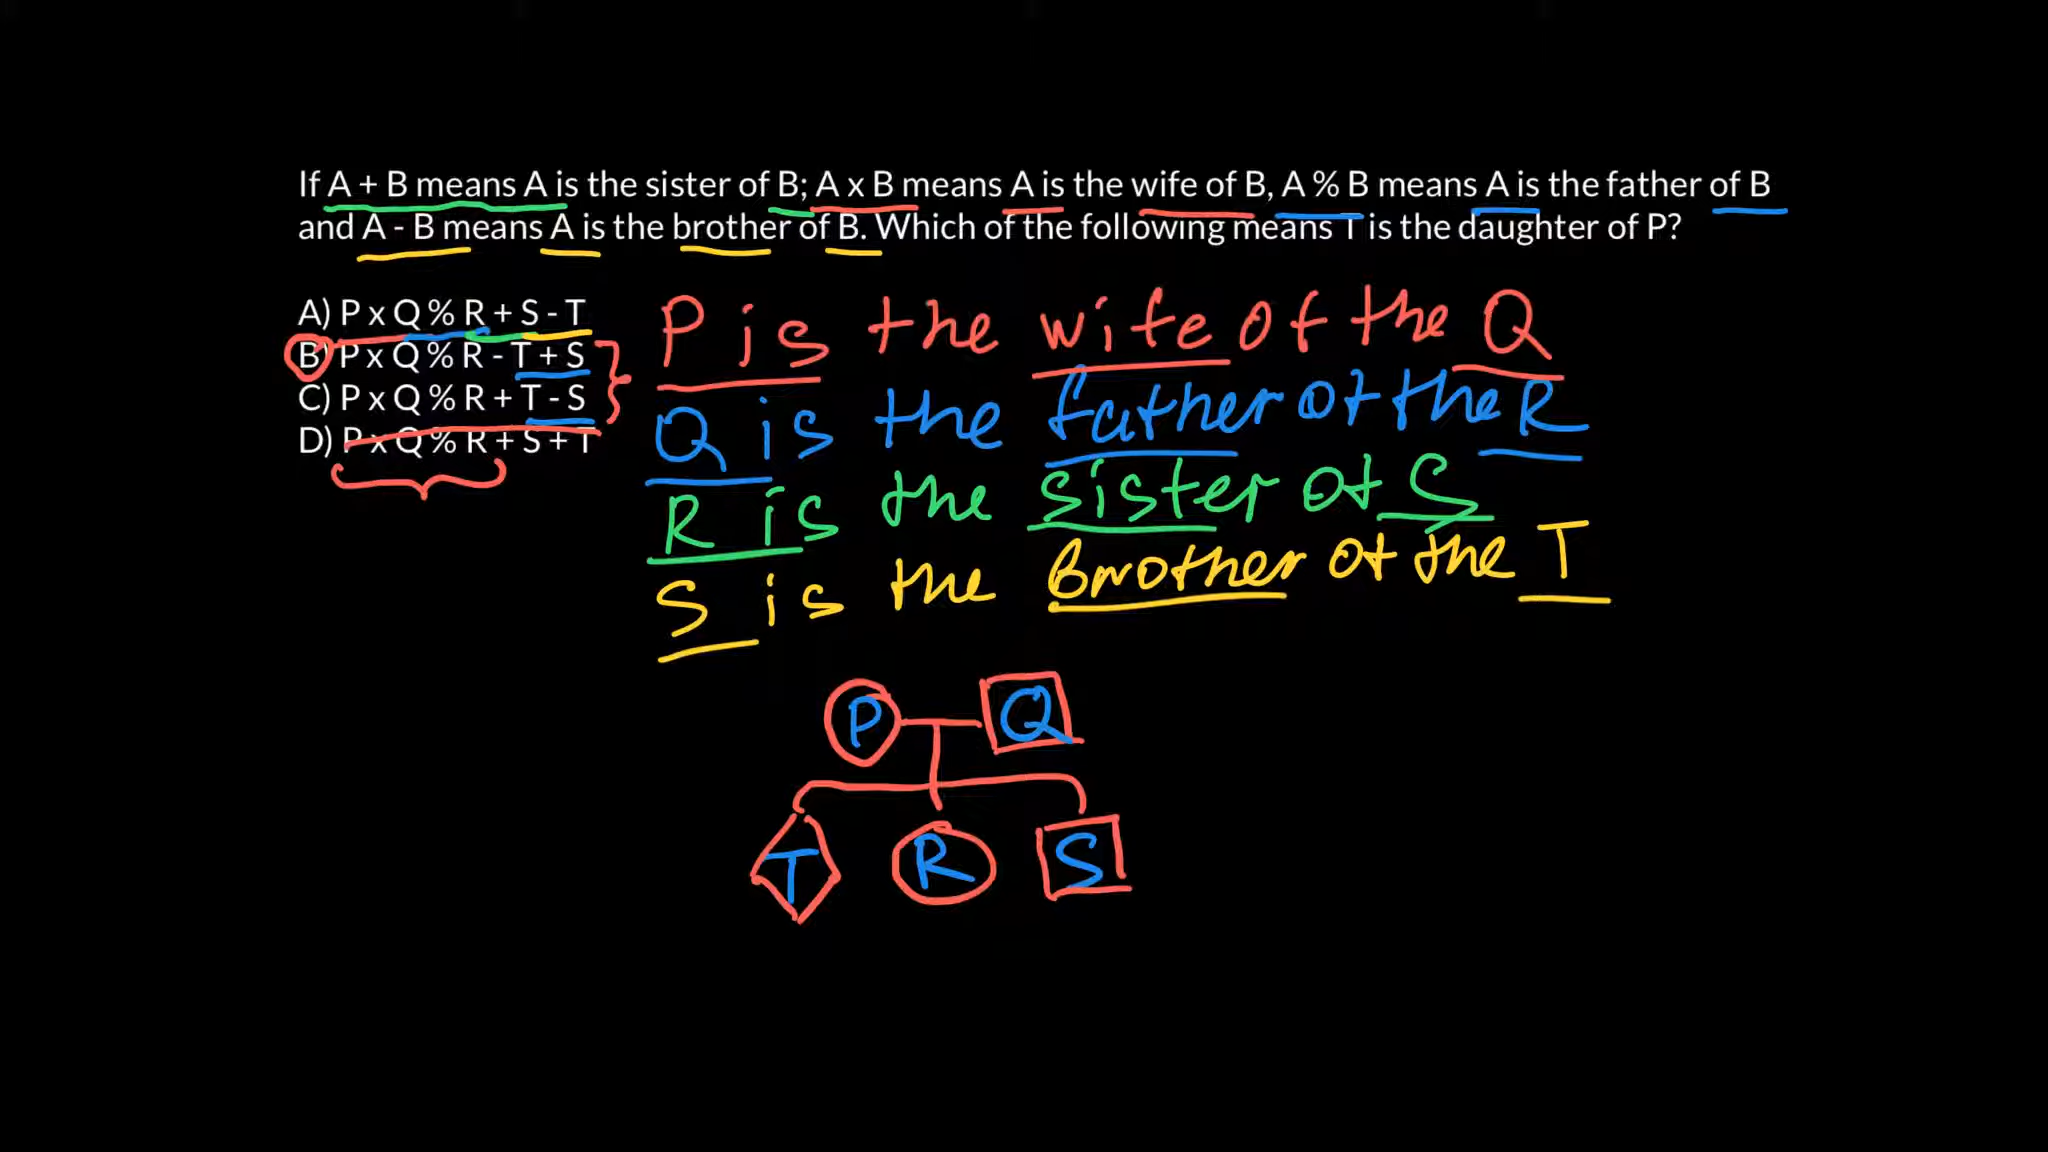 If A + B means A is the sister of B; A x B means A is the wife of B, A % B means A is the father of B
and A - B means A is the brother of B. Which of the following means T is the daughter of P?
A) P x Q % R + S - T
B) P x Q % R - T + S
C) P x Q % R + T - S
D) P x Q % R + S + T
P is the wife of the Q
Q is the father of the R
R is the sister of S
S is the Brother of the T
P Q
T R S